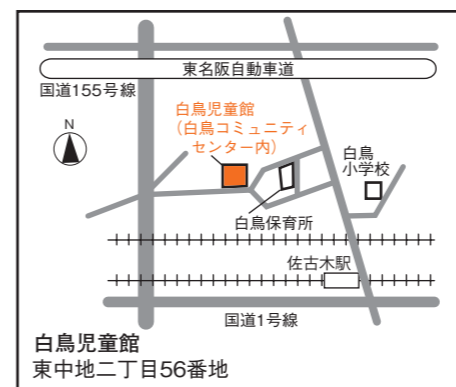 東名阪自動車道
国道155号線
N
白鳥児童館
(白鳥コミュニティ
センター内)
白鳥
小学校
白鳥保育所
佐古木駅
国道1号線
白鳥児童館
東中地二丁目56番地